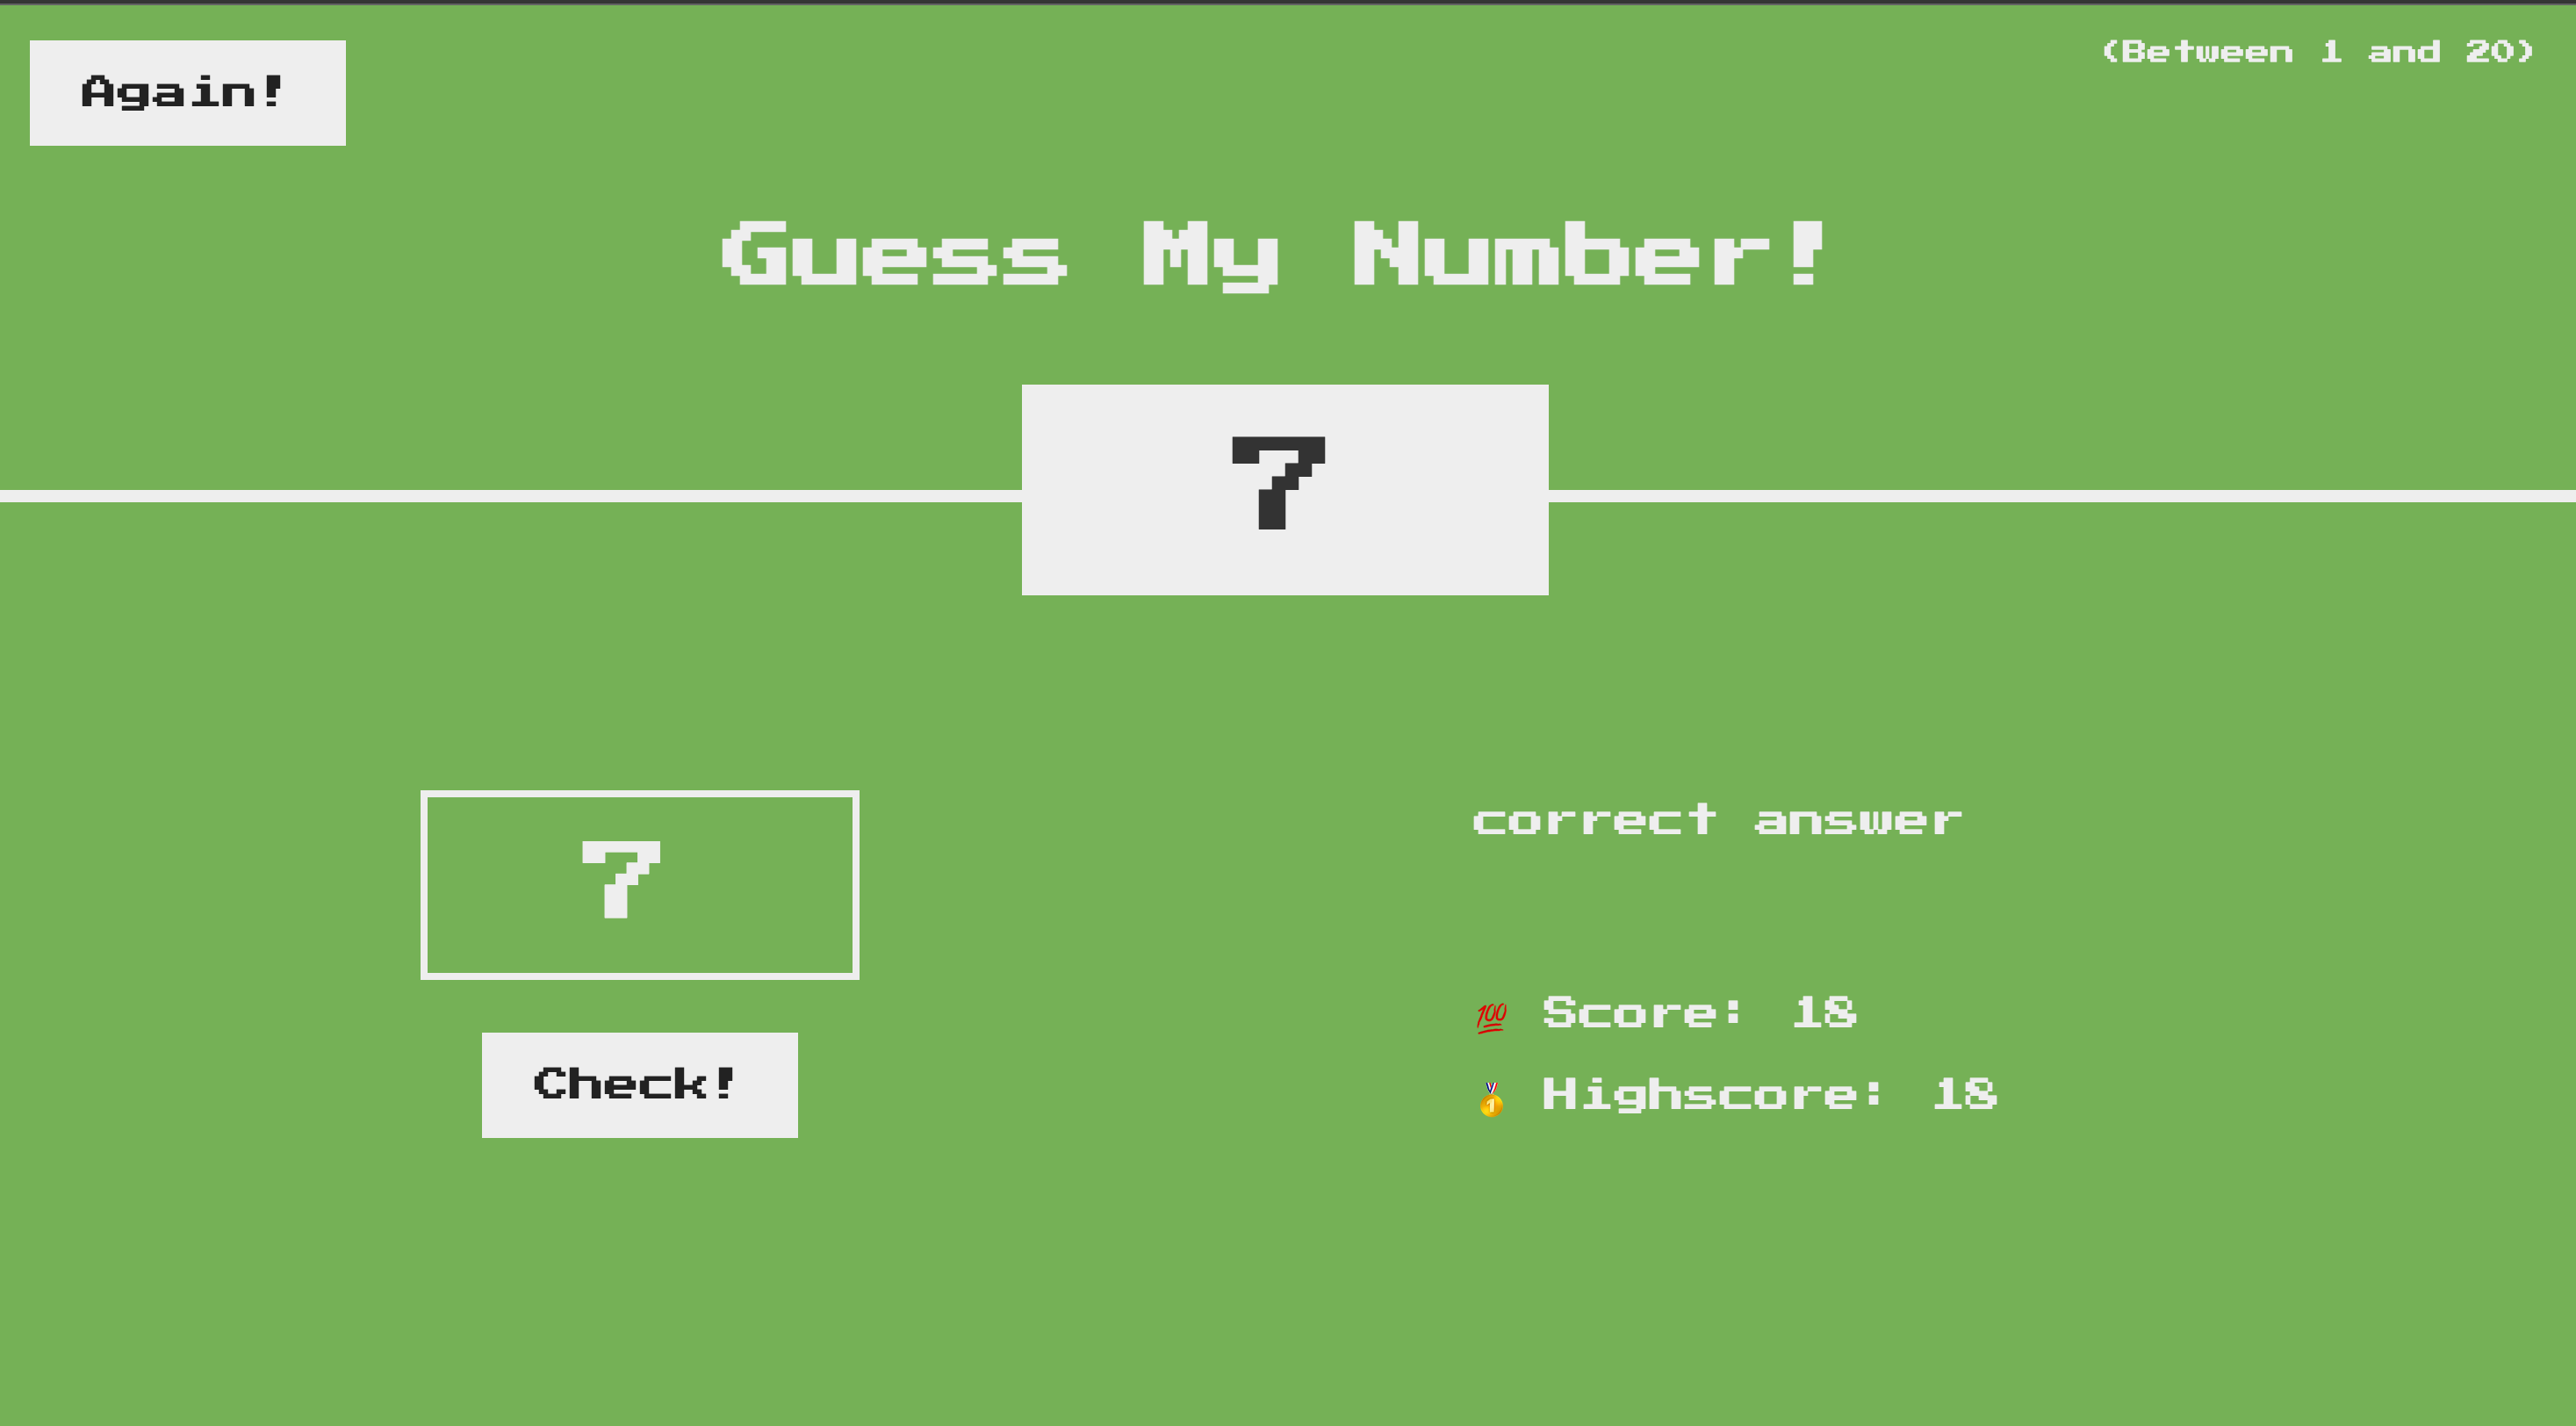 Again!
(Between 1 and 20)
Guess My Number!
7
7
Check!
correct answer
💯 Score: 18
🥇 Highscore: 18